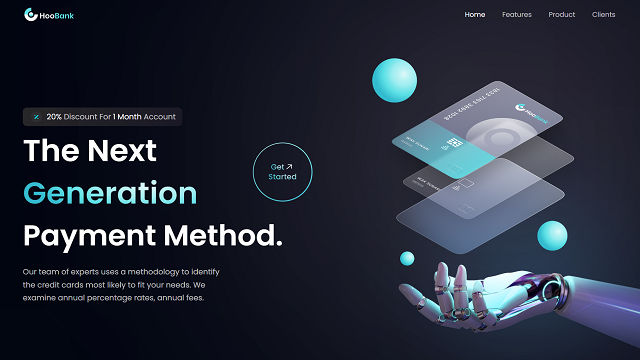 HooBank
Home
Features
Product
Clients
20% Discount For 1 Month Account
The Next
Get
Started
Generation
Payment Method.
Our team of experts uses a methodology to identify
the credit cards most likely to fit your needs. We
examine annual percentage rates, annual fees.
HooBank